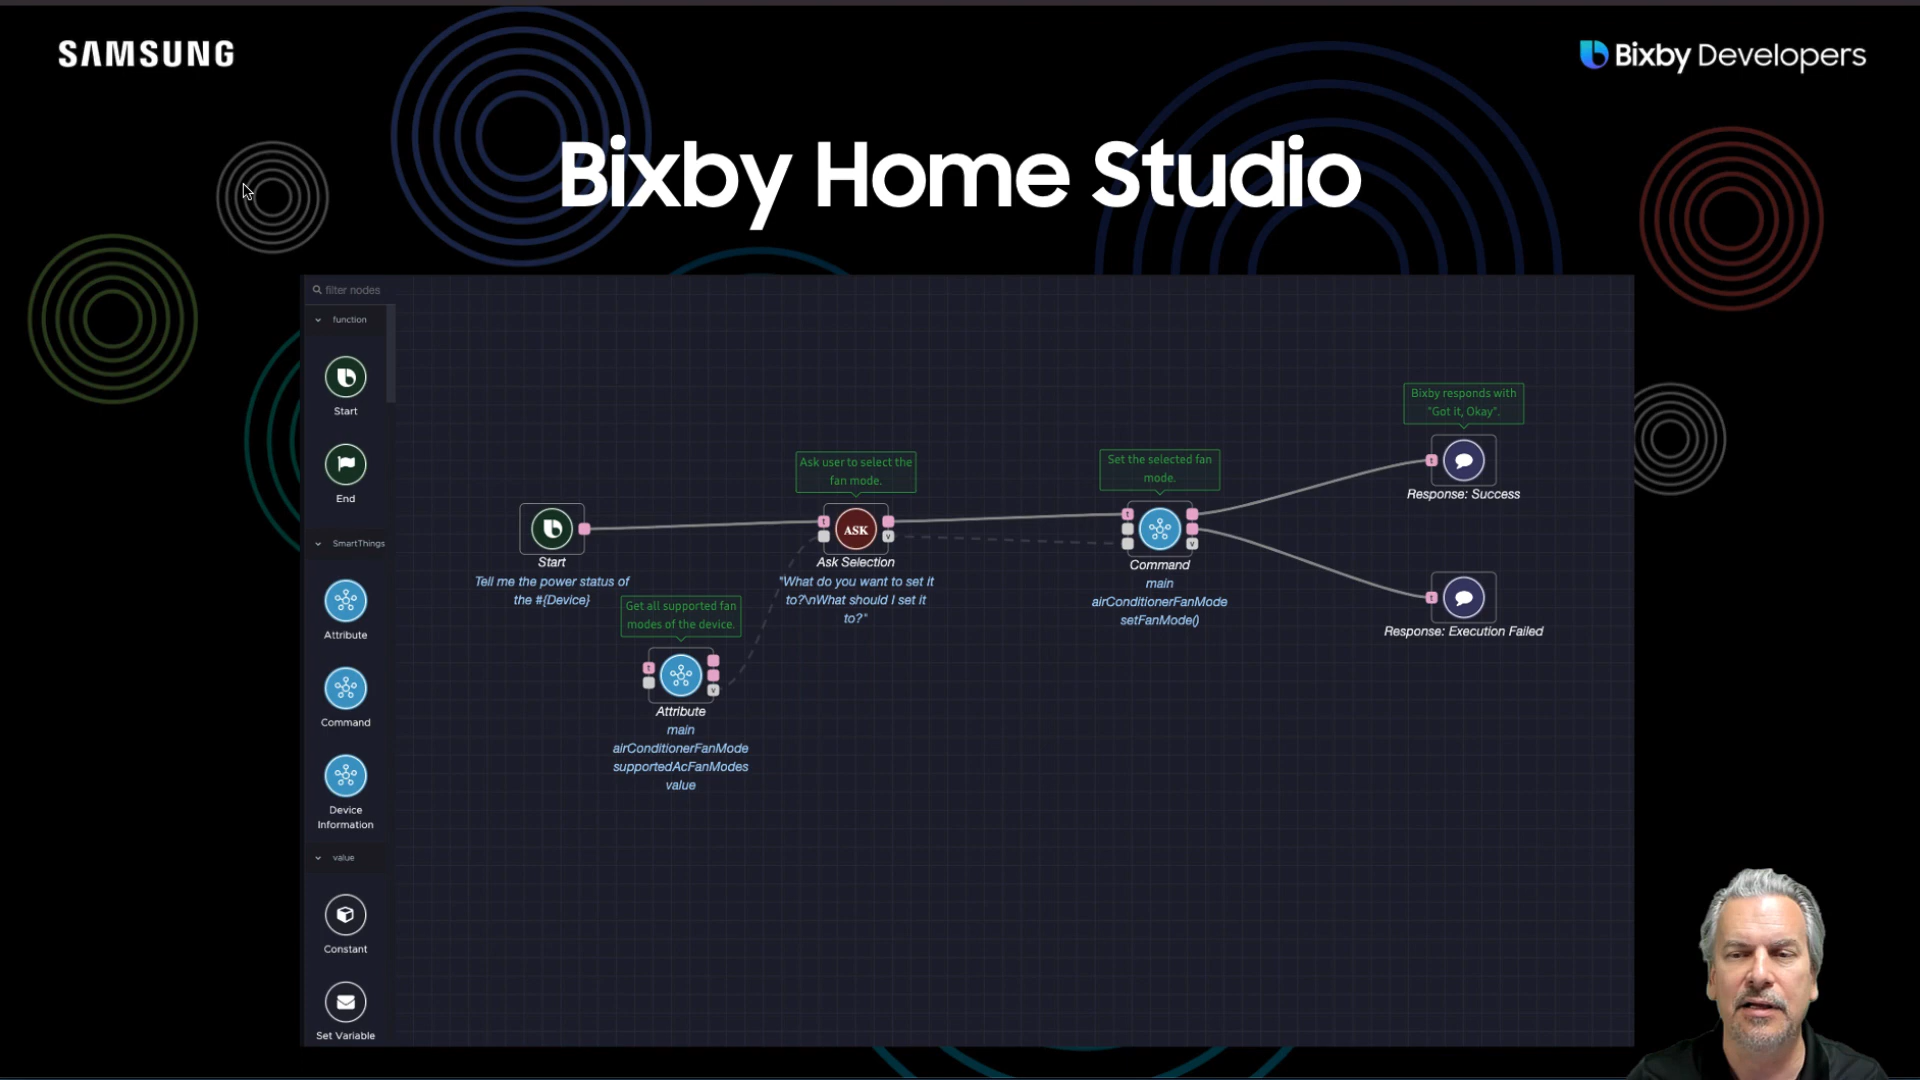 SAMSUNG
Bixby Developers
Bixby Home Studio
filter nodes
function
Start
End
SmartThings
Attribute
Command
Device
Information
value
Constant
Set Variable
Start
Tell me the power status of
the #{Device}
Get all supported fan
modes of the device.
t
v
Attribute
main
airConditionerFanMode
supportedAcFanModes
value
Ask user to select the
fan mode.
t
ASK
v
Ask Selection
"What do you want to set it
to?\nWhat should I set it
to?"
Set the selected fan
mode.
t
v
Command
main
airConditionerFanMode
setFanMode()
Bixby responds with
"Got it, Okay".
t
Response: Success
t
Response: Execution Failed